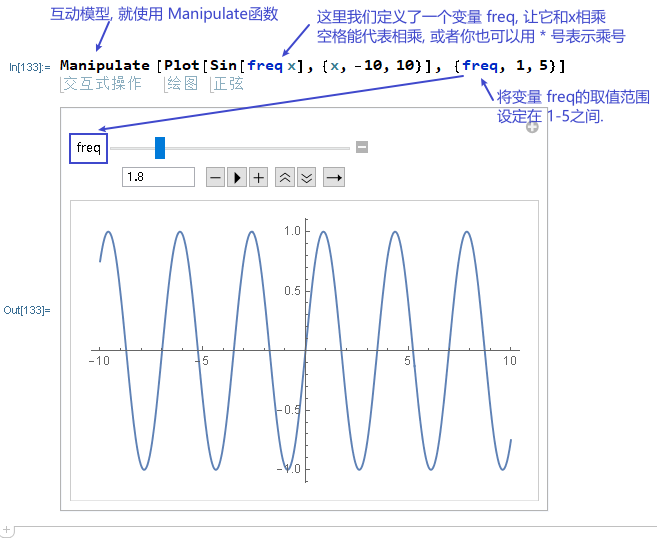 互动模型, 就使用 Manipulate函数
这里我们定义了一个变量 freq, 让它和x相乘
空格能代表相乘, 或者你也可以用 * 号表示乘号
In[133]:= Manipulate [Plot[Sin[freq x], {x, -10, 10}], {freq, 1, 5}]
交互式操作 绘图 正弦
将变量 freq的取值范围
设定在 1-5之间.
freq
1.8
Out[133]=
1.0
0.5
-10 -5 5 10
-0.5
-1.0